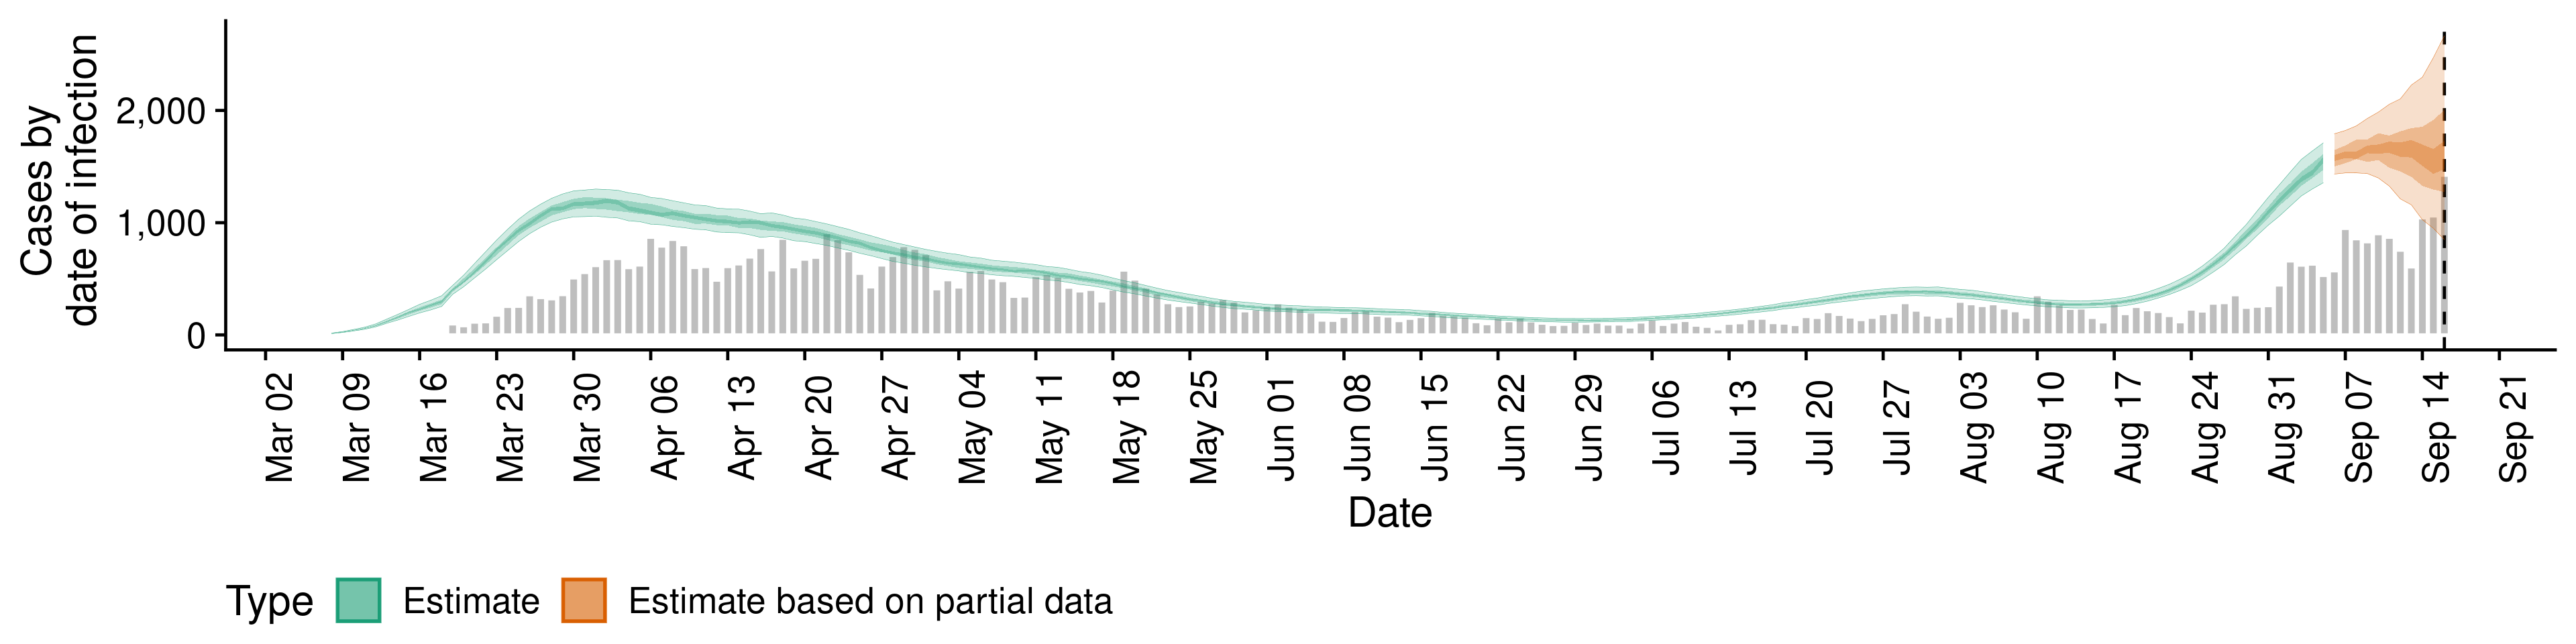 Cases by
date of infection
2,000
1,000
0
Mar 02
Mar 09
Mar 16
Mar 23
Mar 30
Apr 06
Apr 13
Apr 20
Apr 27
May 04
May 11
May 18
May 25
Jun 01
Jun 08
Jun 15
Jun 22
Jun 29
Jul 06
Jul 13
Jul 20
Jul 27
Aug 03
Aug 10
Aug 17
Aug 24
Aug 31
Sep 07
Sep 14
Sep 21
Date
Type Estimate Estimate based on partial data